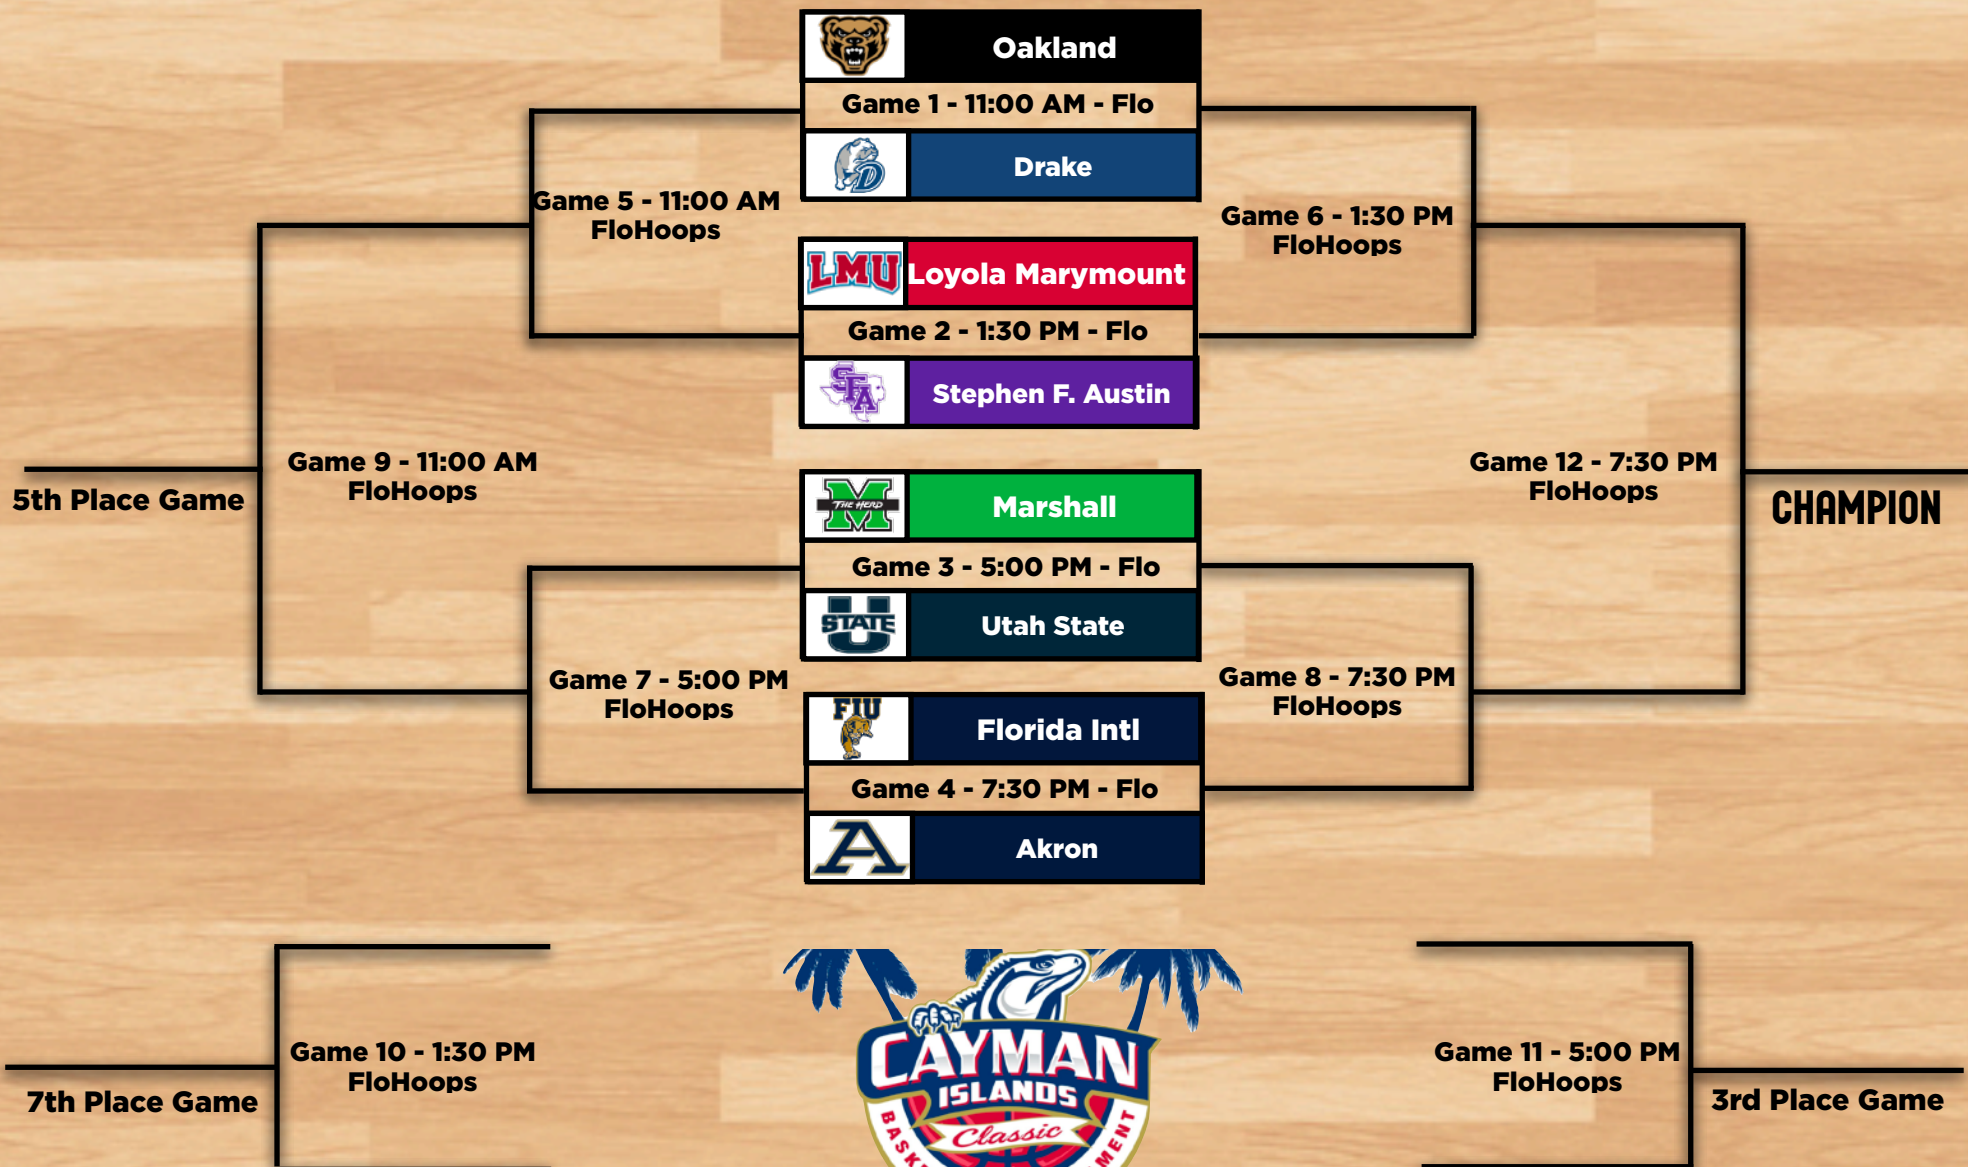 Oakland
Game 1 - 11:00 AM - Flo
Drake
Game 5 - 11:00 AM
FloHoops
Game 6 - 1:30 PM
FloHoops
LMU
Loyola Marymount
Game 2 - 1:30 PM - Flo
SFA
Stephen F. Austin
Game 9 - 11:00 AM
FloHoops
5th Place Game
Game 12 - 7:30 PM
FloHoops
CHAMPION
M
THE HERD
Marshall
Game 3 - 5:00 PM - Flo
U
STATE
Utah State
Game 7 - 5:00 PM
FloHoops
Game 8 - 7:30 PM
FloHoops
FIU
Florida Intl
Game 4 - 7:30 PM - Flo
A
Akron
D
Game 10 - 1:30 PM
FloHoops
7th Place Game
CAYMAN
ISLANDS
Classic
Game 11 - 5:00 PM
FloHoops
3rd Place Game